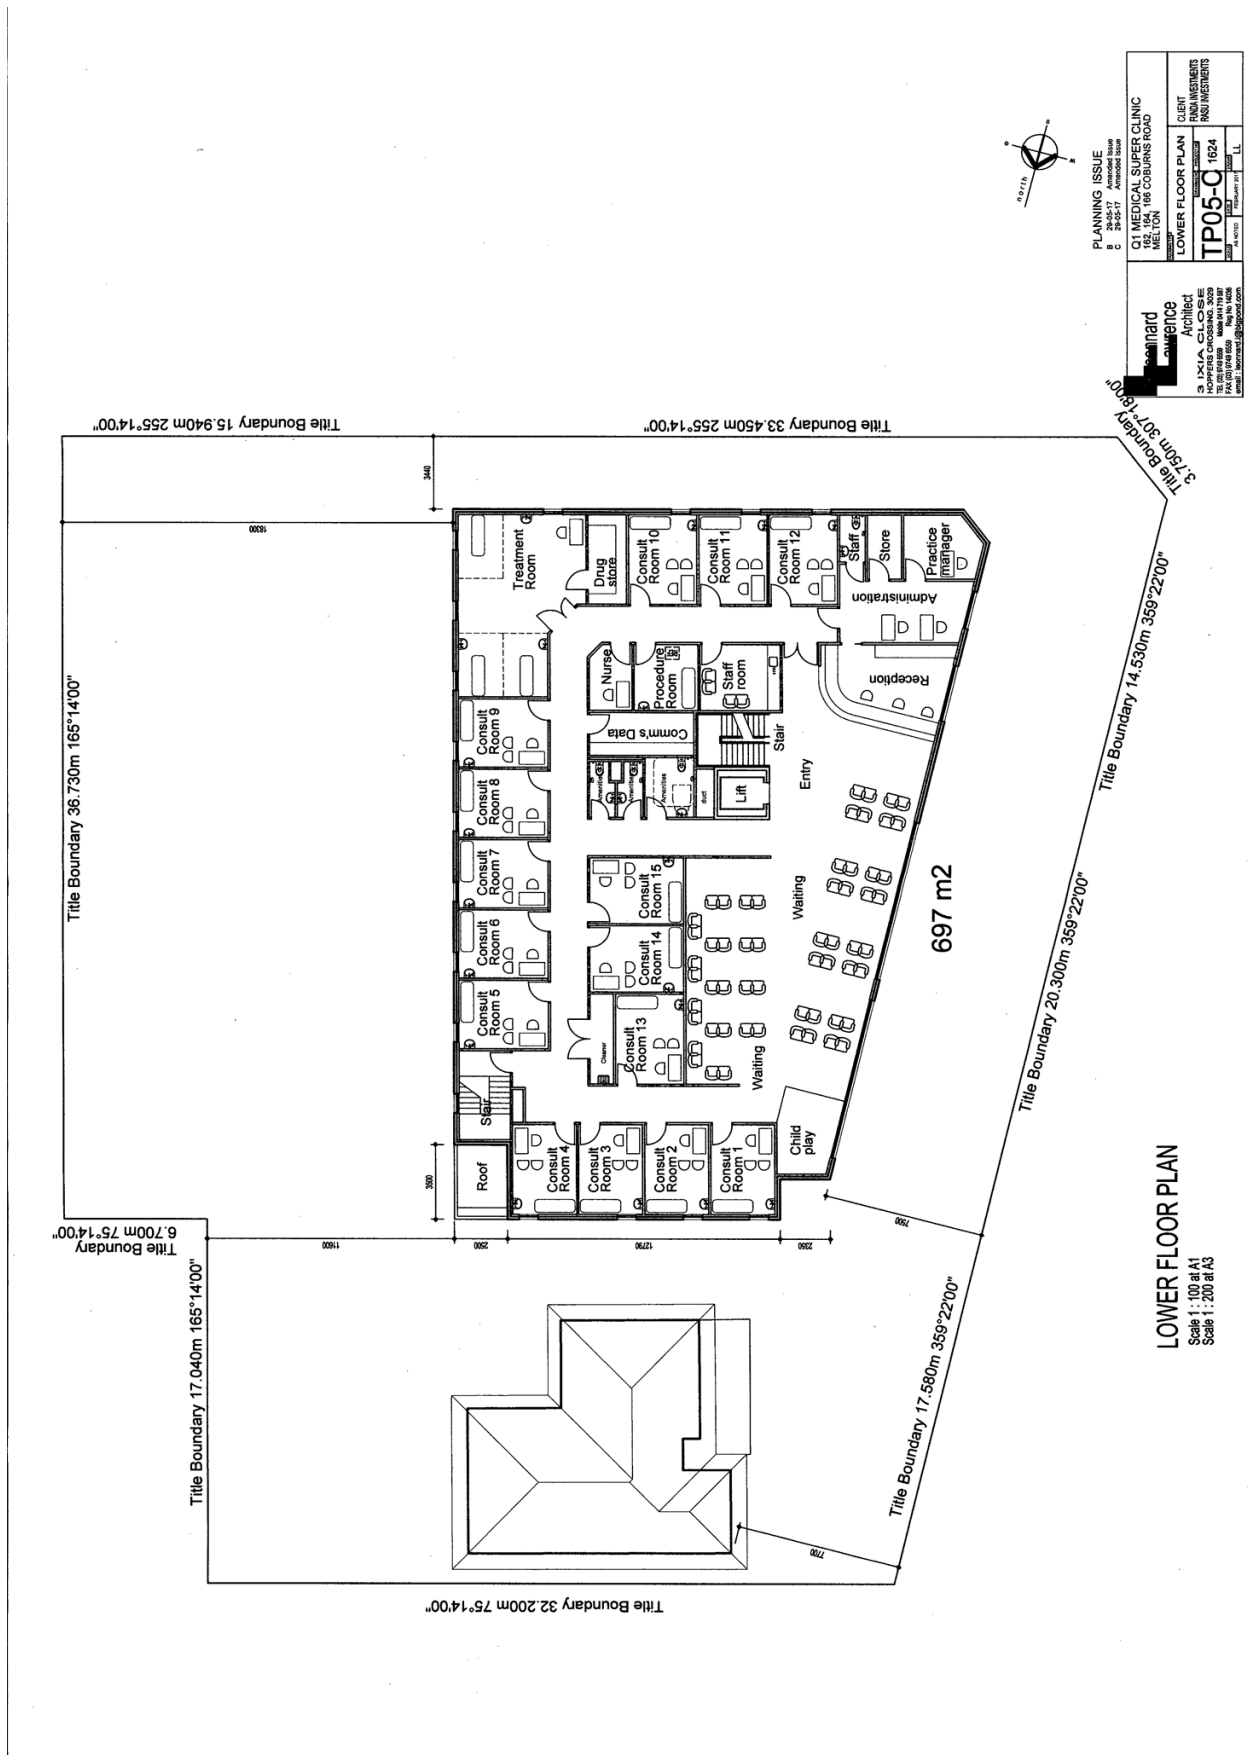 Title Boundary 36.730m 165°14'00"
Title Boundary 15.940m 255°14'00"
Title Boundary 33.450m 255°14'00"
Title Boundary
3.750m 307°18'00"
Title Boundary 14.530m 359°22'00"
Title Boundary 20.300m 359°22'00"
Title Boundary 17.580m 359°22'00"
Title Boundary 32.200m 75°14'00"
Title Boundary 17.040m 165°14'00"
Title Boundary
6.700m 75°14'00"
18300
3440
11600
3500
2500
12790
2350
7500
7700
Roof
Stair
Consult
Room 5
Consult
Room 6
Consult
Room 7
Consult
Room 8
Consult
Room 9
Treatment
Room
Drug
store
Consult
Room 10
Consult
Room 11
Consult
Room 12
Staff
Store
Practice
manager
Administration
Reception
Nurse
Procedure
Room
Staff
room
Comm's Data
Stair
Amenities
Amenities
Amenities
duct
Lift
Entry
Consult
Room 15
Consult
Room 14
Consult
Room 13
Cleaner
Waiting
Waiting
Child
play
Consult
Room 4
Consult
Room 3
Consult
Room 2
Consult
Room 1
697 m2
LOWER FLOOR PLAN
Scale 1 : 100 at A1
Scale 1 : 200 at A3
north
s
w
PLANNING ISSUE
B 29-05-17 Amended Issue
C 29-05-17 Amended Issue
leonnard
lawrence
Architect
3 IXIA CLOSE
HOPPERS CROSSING. 3029
Q1 MEDICAL SUPER CLINIC
162, 164, 166 COBURNS ROAD
MELTON
LOWER FLOOR PLAN
CLIENT
FUNDA INVESTMENTS
RASU INVESTMENTS
TP05-C
1624
AS NOTED
FEBRUARY 2017
LL